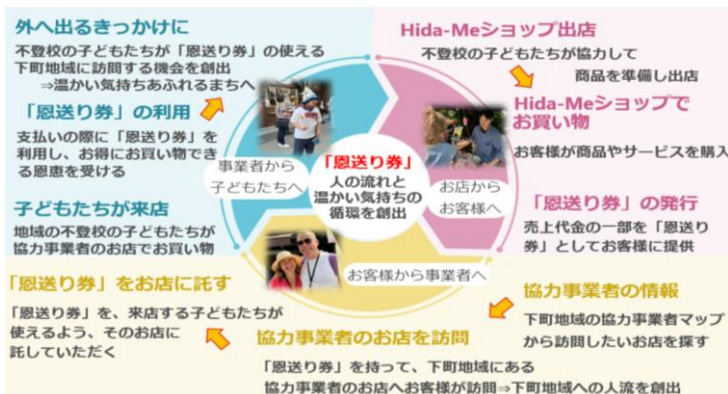 外へ出るきっかけに
不登校の子どもたちが「恩送り券」の使える
下町地域に訪問する機会を創出
⇒温かい気持ちあふれるまちへ
「恩送り券」の利用
支払いの際に「恩送り券」を
利用し、お得にお買い物でき
る恩恵を受ける
子どもたちが来店
地域の不登校の子どもたちが
協力事業者のお店でお買い物
事業者から
子どもたちへ
「恩送り券」
人の流れと
温かい気持ちの
循環を創出
お店から
お客様へ
お客様から事業者へ
Hida-Meショップ出店
不登校の子どもたちが協力して
商品を準備し出店
Hida-Meショップで
お買い物
お客様が商品やサービスを購入
「恩送り券」の発行
売上代金の一部を「恩送り
券」としてお客様に提供
協力事業者の情報
下町地域の協力事業者マップ
から訪問したいお店を探す
協力事業者のお店を訪問
「恩送り券」を持って、下町地域にある
協力事業者のお店へお客様が訪問⇒下町地域への人流を創出
「恩送り券」をお店に託す
「恩送り券」を、来店する子どもたちが
使えるよう、そのお店に
託していただく